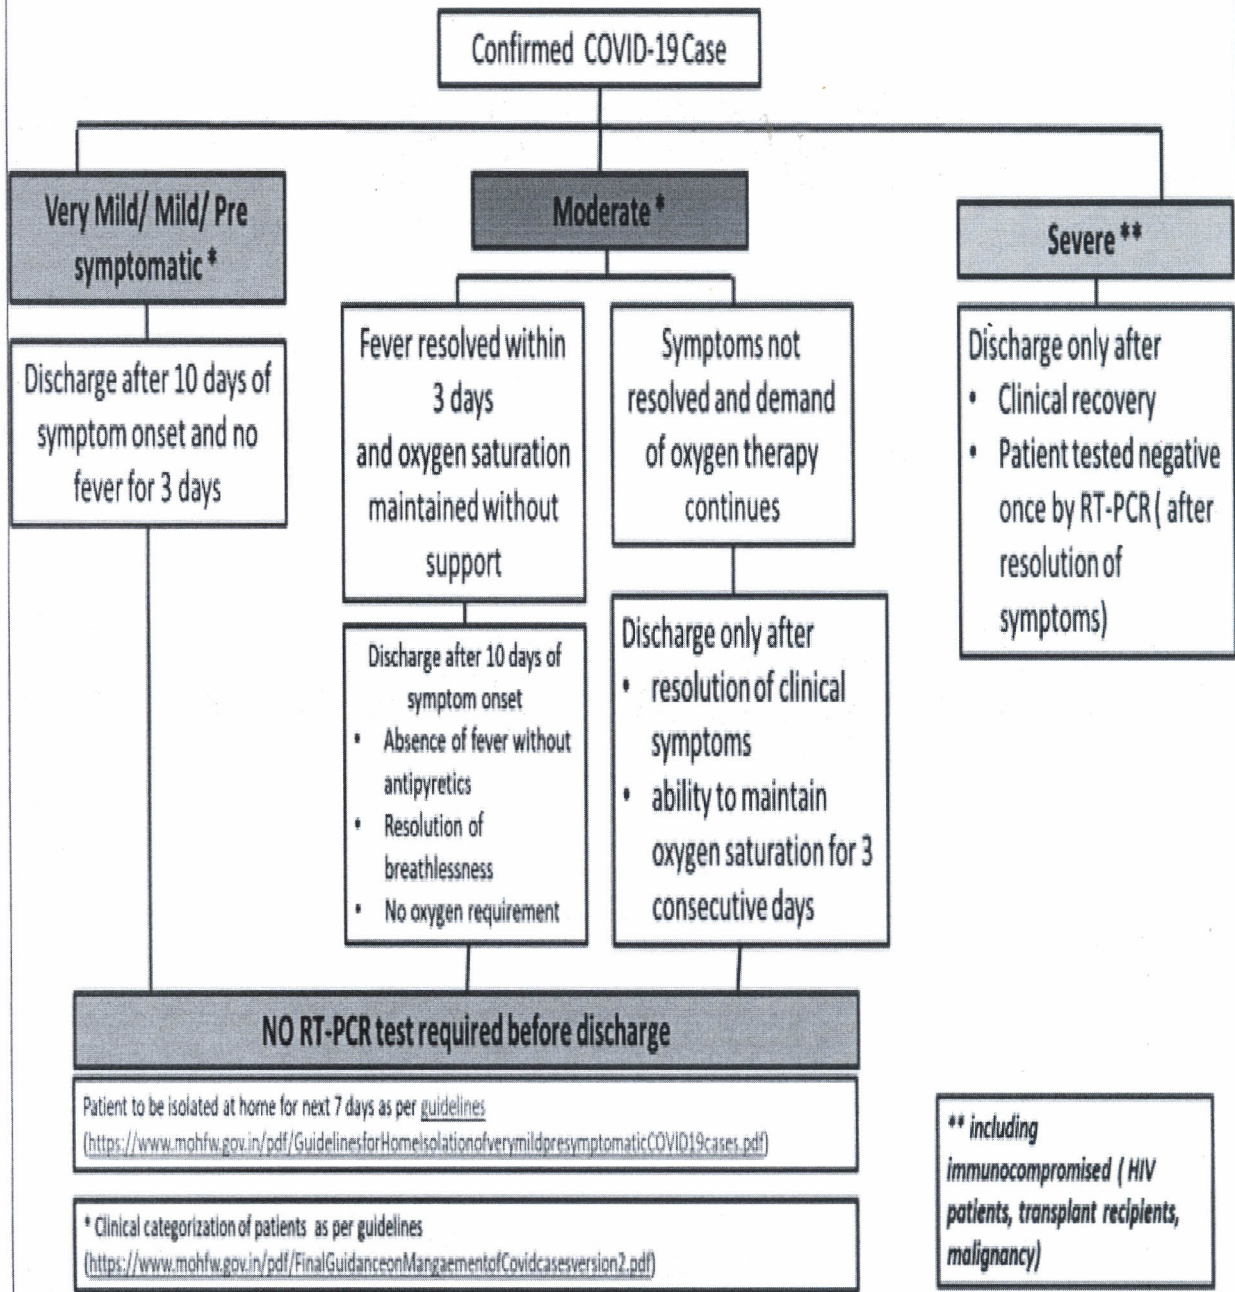 Confirmed COVID-19 Case
Very Mild/ Mild/ Pre
symptomatic *
Discharge after 10 days of
symptom onset and no
fever for 3 days
Moderate *
Fever resolved within
3 days
and oxygen saturation
maintained without
support
Discharge after 10 days of
symptom onset
• Absence of fever without
antipyretics
• Resolution of
breathlessness
• No oxygen requirement
Symptoms not
resolved and demand
of oxygen therapy
continues
Discharge only after
• resolution of clinical
symptoms
• ability to maintain
oxygen saturation for 3
consecutive days
Severe **
Discharge only after
• Clinical recovery
• Patient tested negative
once by RT-PCR ( after
resolution of
symptoms)
NO RT-PCR test required before discharge
Patient to be isolated at home for next 7 days as per guidelines
(https://www.mohfw.gov.in/pdf/GuidelinesforHomeIsolationofverymildpresymptomaticCOVID19cases.pdf)
* Clinical categorization of patients as per guidelines
(https://www.mohfw.gov.in/pdf/FinalGuidanceonMangaementofCovidcasesversion2.pdf)
** including
immunocompromised ( HIV
patients, transplant recipients,
malignancy)